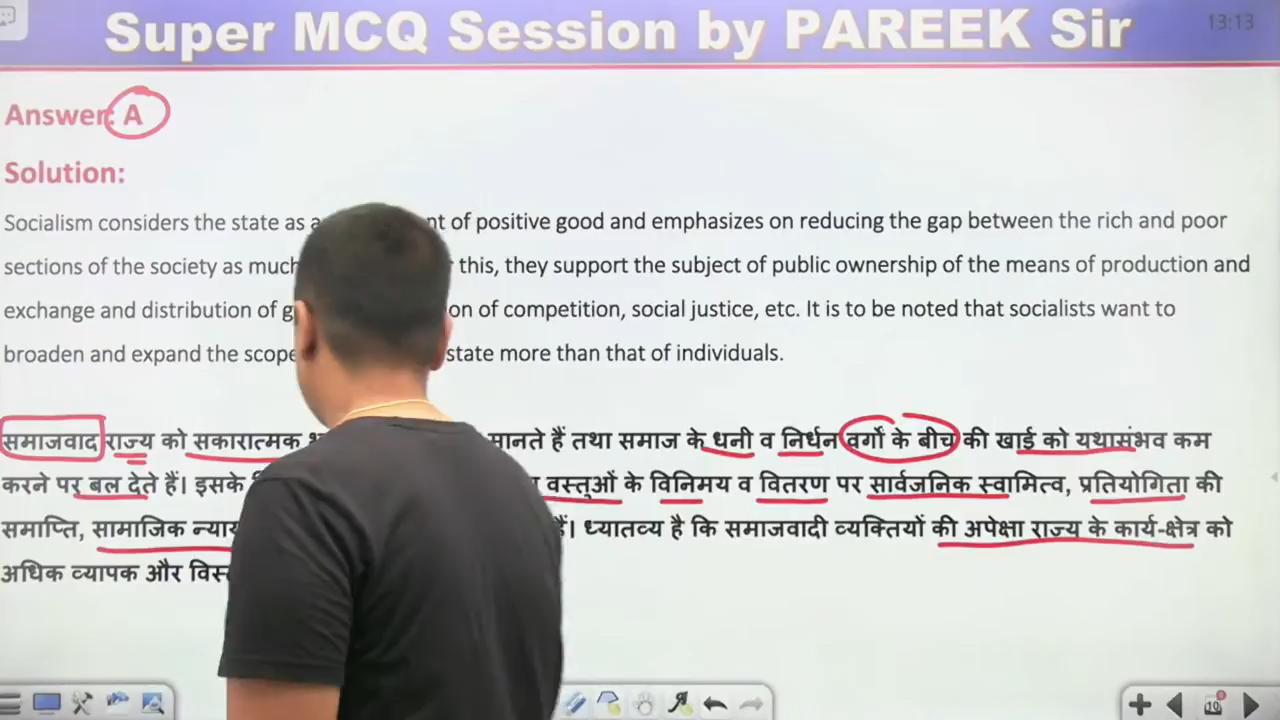 Super MCQ Session by PAREEK Sir
13:13
Answer: A
Solution:
Socialism considers the state as of positive good and emphasizes on reducing the gap between the rich and poor
sections of the society as much this, they support the subject of public ownership of the means of production and
exchange and distribution of of competition, social justice, etc. It is to be noted that socialists want to
broaden and expand the scope state more than that of individuals.
समाजवाद राज्य को सकारात्मक मानते हैं तथा समाज के धनी व निर्धन वर्गों के बीच की खाई को यथासंभव कम
करने पर बल देते हैं। इसके वस्तुओं के विनिमय व वितरण पर सार्वजनिक स्वामित्व, प्रतियोगिता की
समाप्ति, सामाजिक न्याय हैं। ध्यातव्य है कि समाजवादी व्यक्तियों की अपेक्षा राज्य के कार्य-क्षेत्र को
अधिक व्यापक और
10